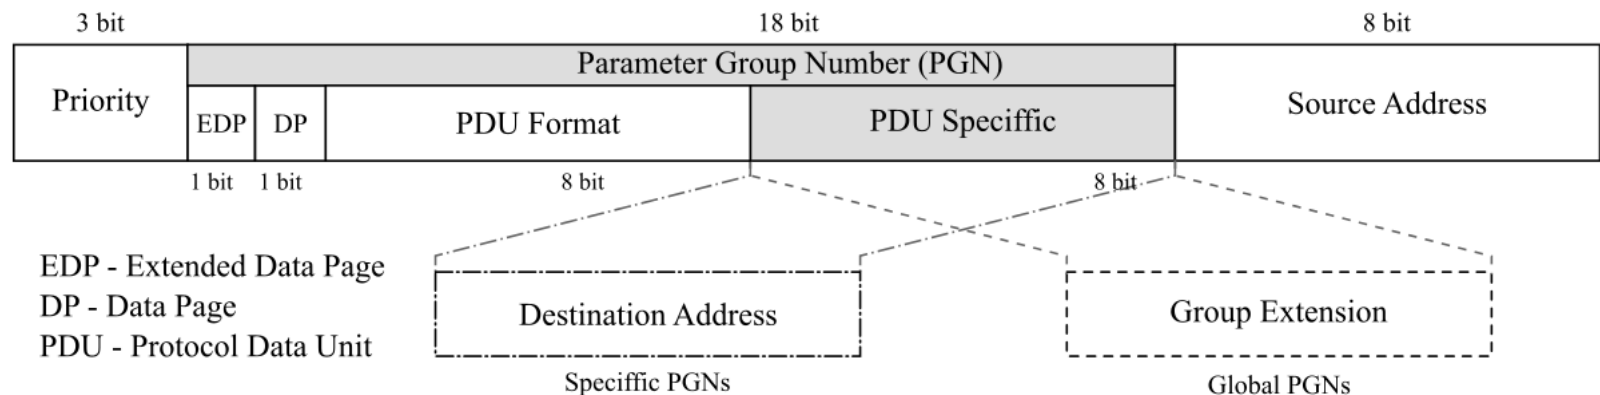 3 bit 18 bit 8 bit
Parameter Group Number (PGN)
Priority EDP DP PDU Format PDU Speciffic Source Address
1 bit 1 bit 8 bit 8 bit
EDP - Extended Data Page
DP - Data Page
PDU - Protocol Data Unit
Destination Address Group Extension
Speciffic PGNs Global PGNs